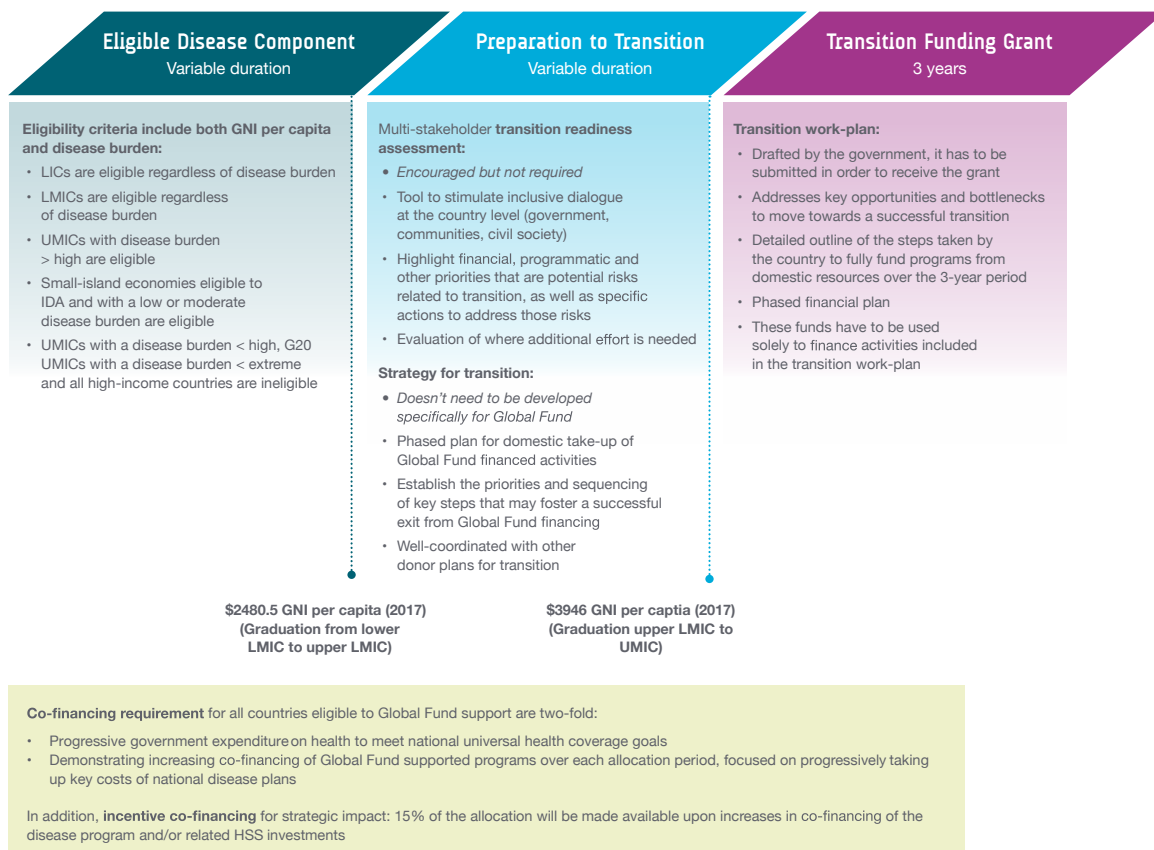 Eligible Disease Component
Variable duration
Preparation to Transition
Variable duration
Transition Funding Grant
3 years
Eligibility criteria include both GNI per capita
and disease burden:
• LICs are eligible regardless of disease burden
• LMICs are eligible regardless
of disease burden
• UMICs with disease burden
> high are eligible
• Small-island economies eligible to
IDA and with a low or moderate
disease burden are eligible
• UMICs with a disease burden < high, G20
UMICs with a disease burden < extreme
and all high-income countries are ineligible
Multi-stakeholder transition readiness
assessment:
• Encouraged but not required
• Tool to stimulate inclusive dialogue
at the country level (government,
communities, civil society)
• Highlight financial, programmatic and
other priorities that are potential risks
related to transition, as well as specific
actions to address those risks
• Evaluation of where additional effort is needed
Strategy for transition:
• Doesn't need to be developed
specifically for Global Fund
• Phased plan for domestic take-up of
Global Fund financed activities
• Establish the priorities and sequencing
of key steps that may foster a successful
exit from Global Fund financing
• Well-coordinated with other
donor plans for transition
Transition work-plan:
• Drafted by the government, it has to be
submitted in order to receive the grant
• Addresses key opportunities and bottlenecks
to move towards a successful transition
• Detailed outline of the steps taken by
the country to fully fund programs from
domestic resources over the 3-year period
• Phased financial plan
• These funds have to be used
solely to finance activities included
in the transition work-plan
$2480.5 GNI per capita (2017)
(Graduation from lower
LMIC to upper LMIC)
$3946 GNI per captia (2017)
(Graduation upper LMIC to
UMIC)
Co-financing requirement for all countries eligible to Global Fund support are two-fold:
• Progressive government expenditure on health to meet national universal health coverage goals
• Demonstrating increasing co-financing of Global Fund supported programs over each allocation period, focused on progressively taking
up key costs of national disease plans
In addition, incentive co-financing for strategic impact: 15% of the allocation will be made available upon increases in co-financing of the
disease program and/or related HSS investments